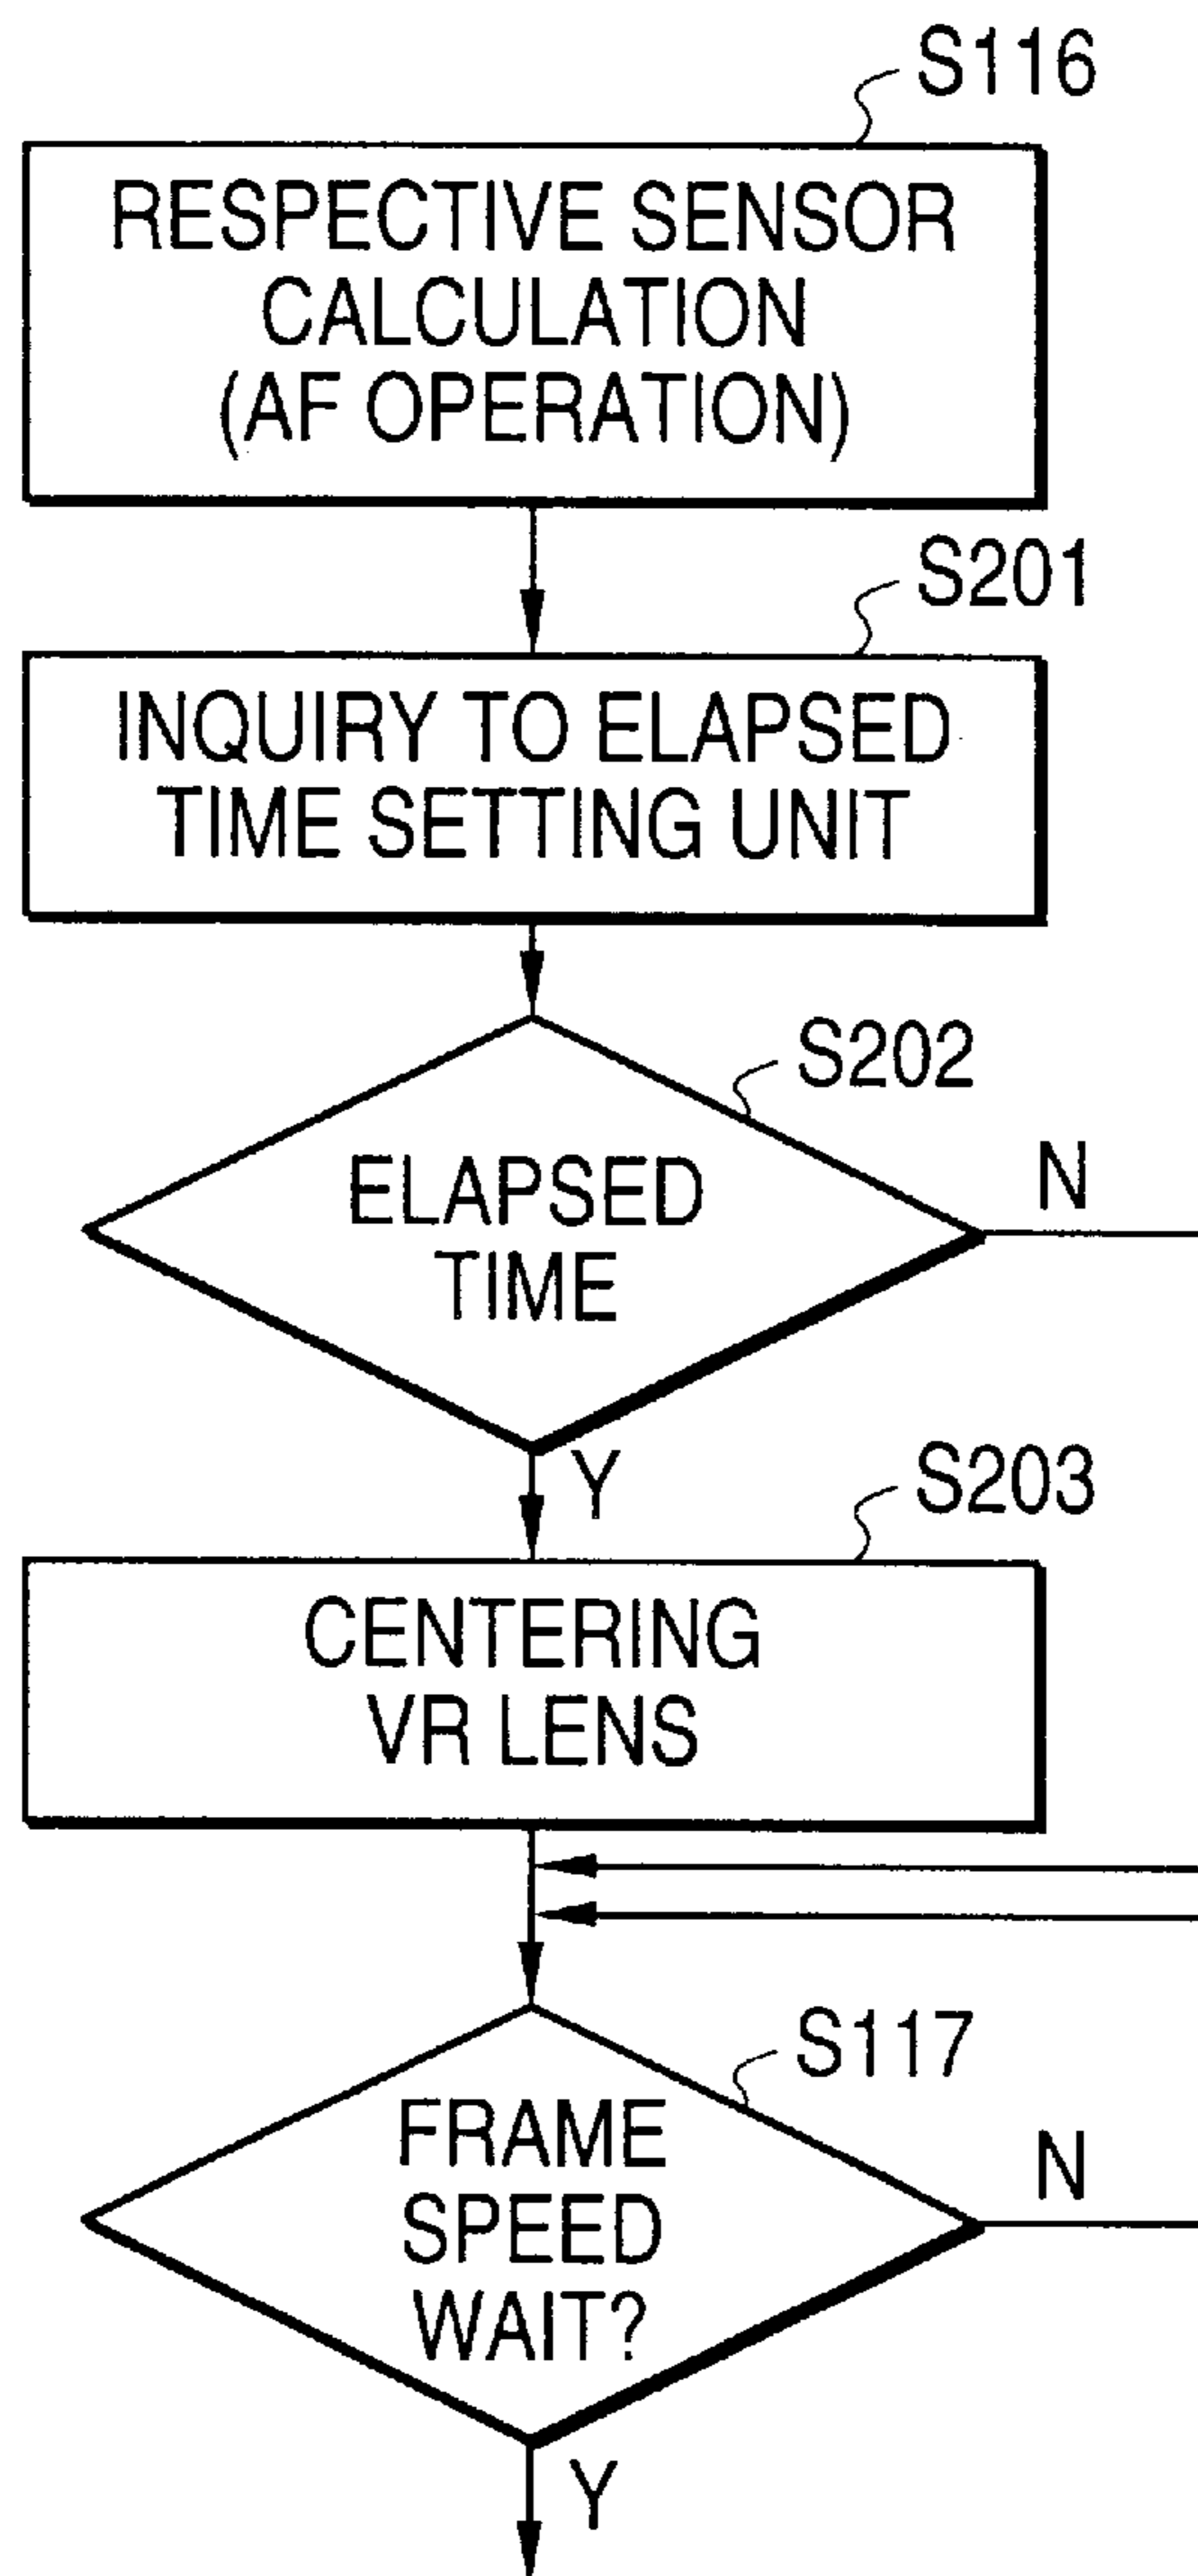 S116
RESPECTIVE SENSOR
CALCULATION
(AF OPERATION)
S201
INQUIRY TO ELAPSED
TIME SETTING UNIT
S202
ELAPSED
TIME
N
Y
S203
CENTERING
VR LENS
S117
FRAME
SPEED
WAIT?
N
Y